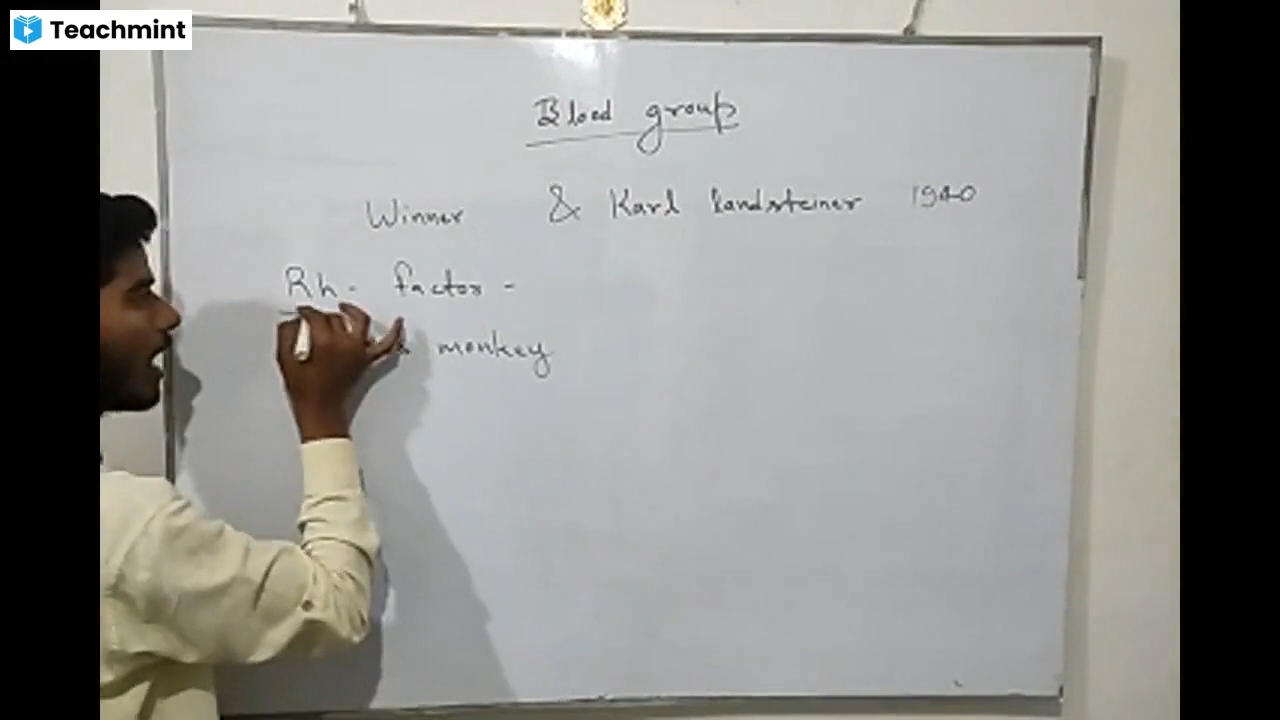 Teachmint
Blood group
Winner & Karl Landsteiner 1940
Rh- factor -
monkey